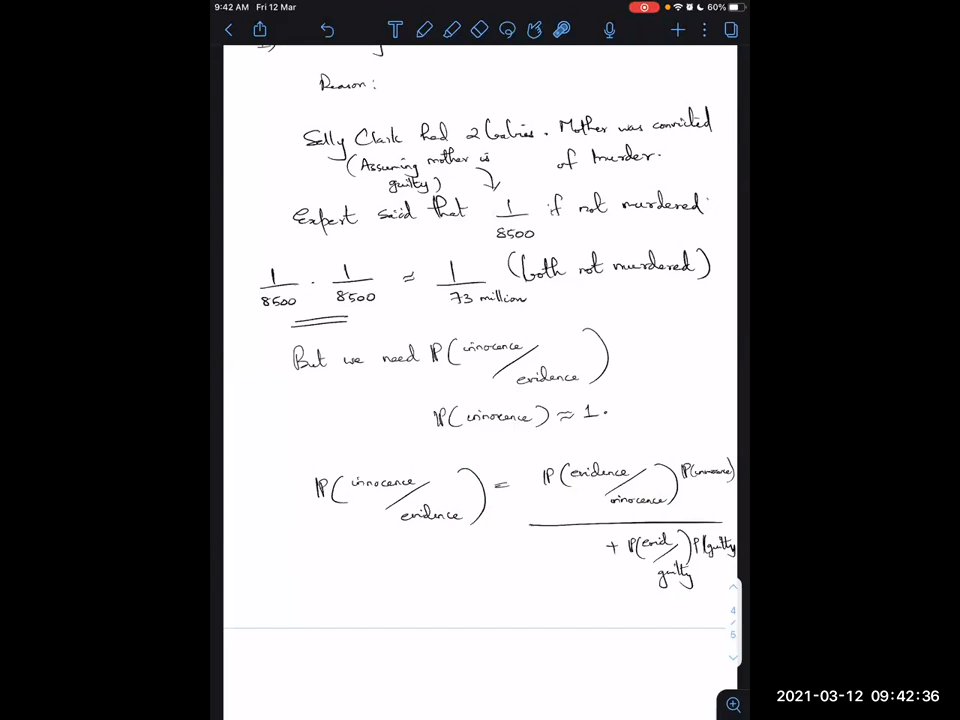 9:42 AM Fri 12 Mar 60%
Reason:
Sally Clark had 2 babies. Mother was convicted
(Assuming mother is of murder.
guilty)
Expert said that 1/8500 if not murdered.
1/8500 · 1/8500 ≈ 1/73 million (both not murdered)
But we need P(innocence/evidence)
P(innocence) ≈ 1.
P(innocence/evidence) = P(evidence/innocence) P(innocence)
+ P(evid/guilty) P(guilty
4
5
2021-03-12 09:42:36